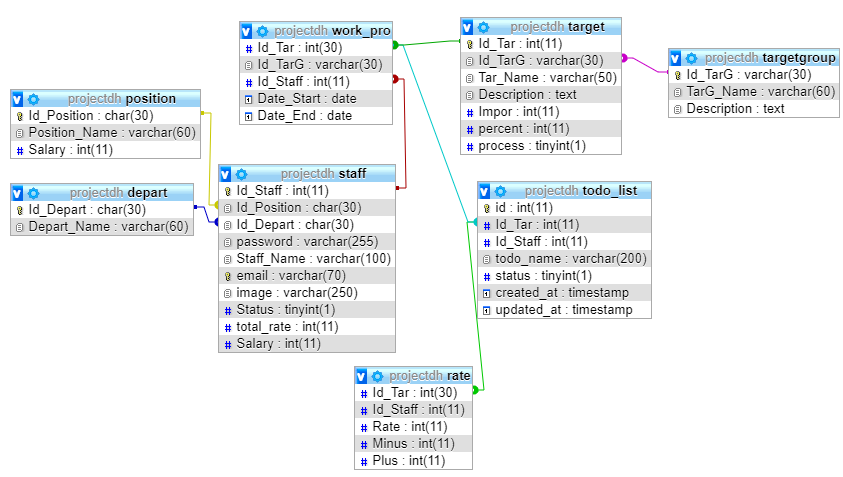 projectdh work_pro
Id_Tar : int(30)
Id_TarG : varchar(30)
Id_Staff : int(11)
Date_Start : date
Date_End : date
projectdh target
Id_Tar : int(11)
Id_TarG : varchar(30)
Tar_Name : varchar(50)
Description : text
Impor : int(11)
percent : int(11)
process : tinyint(1)
projectdh targetgroup
Id_TarG : varchar(30)
TarG_Name : varchar(60)
Description : text
projectdh position
Id_Position : char(30)
Position_Name : varchar(60)
Salary : int(11)
projectdh depart
Id_Depart : char(30)
Depart_Name : varchar(60)
projectdh staff
Id_Staff : int(11)
Id_Position : char(30)
Id_Depart : char(30)
password : varchar(255)
Staff_Name : varchar(100)
email : varchar(70)
image : varchar(250)
Status : tinyint(1)
total_rate : int(11)
Salary : int(11)
projectdh todo_list
id : int(11)
Id_Tar : int(11)
Id_Staff : int(11)
todo_name : varchar(200)
status : tinyint(1)
created_at : timestamp
updated_at : timestamp
projectdh rate
Id_Tar : int(30)
Id_Staff : int(11)
Rate : int(11)
Minus : int(11)
Plus : int(11)